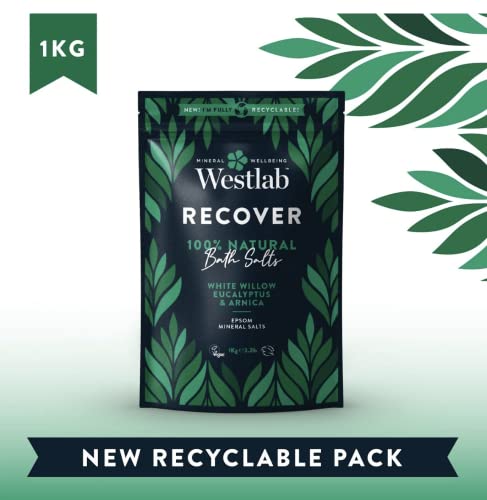 1KG
NEW! I'M FULLY RECYCLABLE!
MINERAL WELLBEING
Westlab™
RECOVER
100% NATURAL
Bath Salts
WHITE WILLOW
EUCALYPTUS
& ARNICA
EPSOM
MINERAL SALTS
Vegan 1Kg e 2.2lb
NEW RECYCLABLE PACK